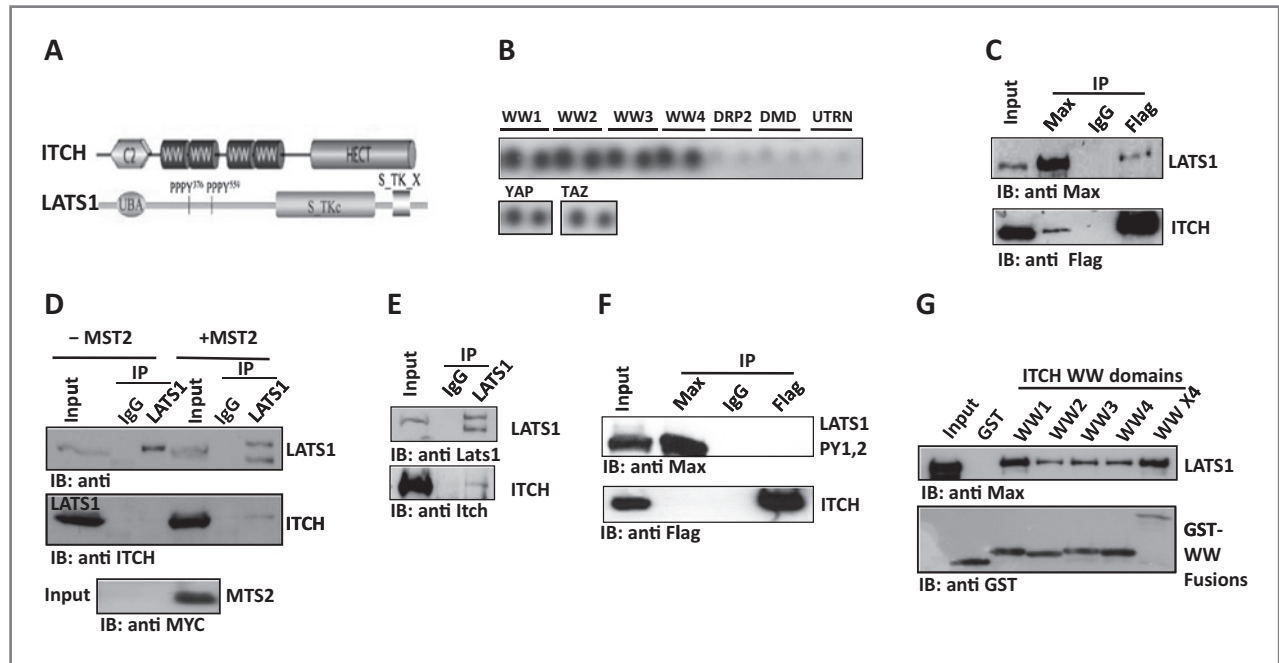 A
ITCH
C2
WW WW WW WW
HECT
LATS1
UBA
PPPY376 PPPY559
S_TKc
S_TK_X
B
WW1 WW2 WW3 WW4 DRP2 DMD UTRN
YAP TAZ
C
IP
Input Max IgG Flag
LATS1
IB: anti Max
ITCH
IB: anti Flag
D
– MST2 +MST2
IP IP
Input IgG LATS1 Input IgG LATS1
LATS1
IB: anti
LATS1
ITCH
IB: anti ITCH
Input
MTS2
IB: anti MYC
E
IP
Input IgG LATS1
LATS1
IB: anti Lats1
ITCH
IB: anti Itch
F
IP
Input Max IgG Flag
LATS1
PY1,2
IB: anti Max
ITCH
IB: anti Flag
G
ITCH WW domains
Input GST WW1 WW2 WW3 WW4 WW X4
LATS1
IB: anti Max
GST-
WW
Fusions
IB: anti GST